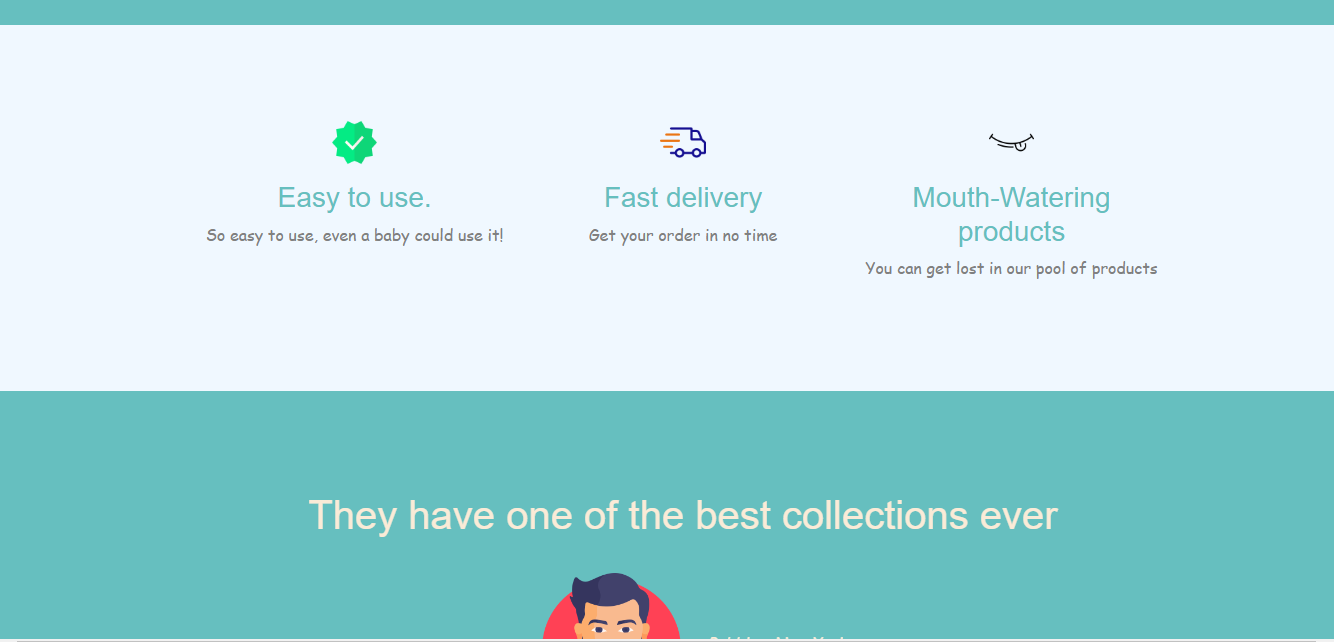 Easy to use.
So easy to use, even a baby could use it!
Fast delivery
Get your order in no time
Mouth-Watering
products
You can get lost in our pool of products
They have one of the best collections ever